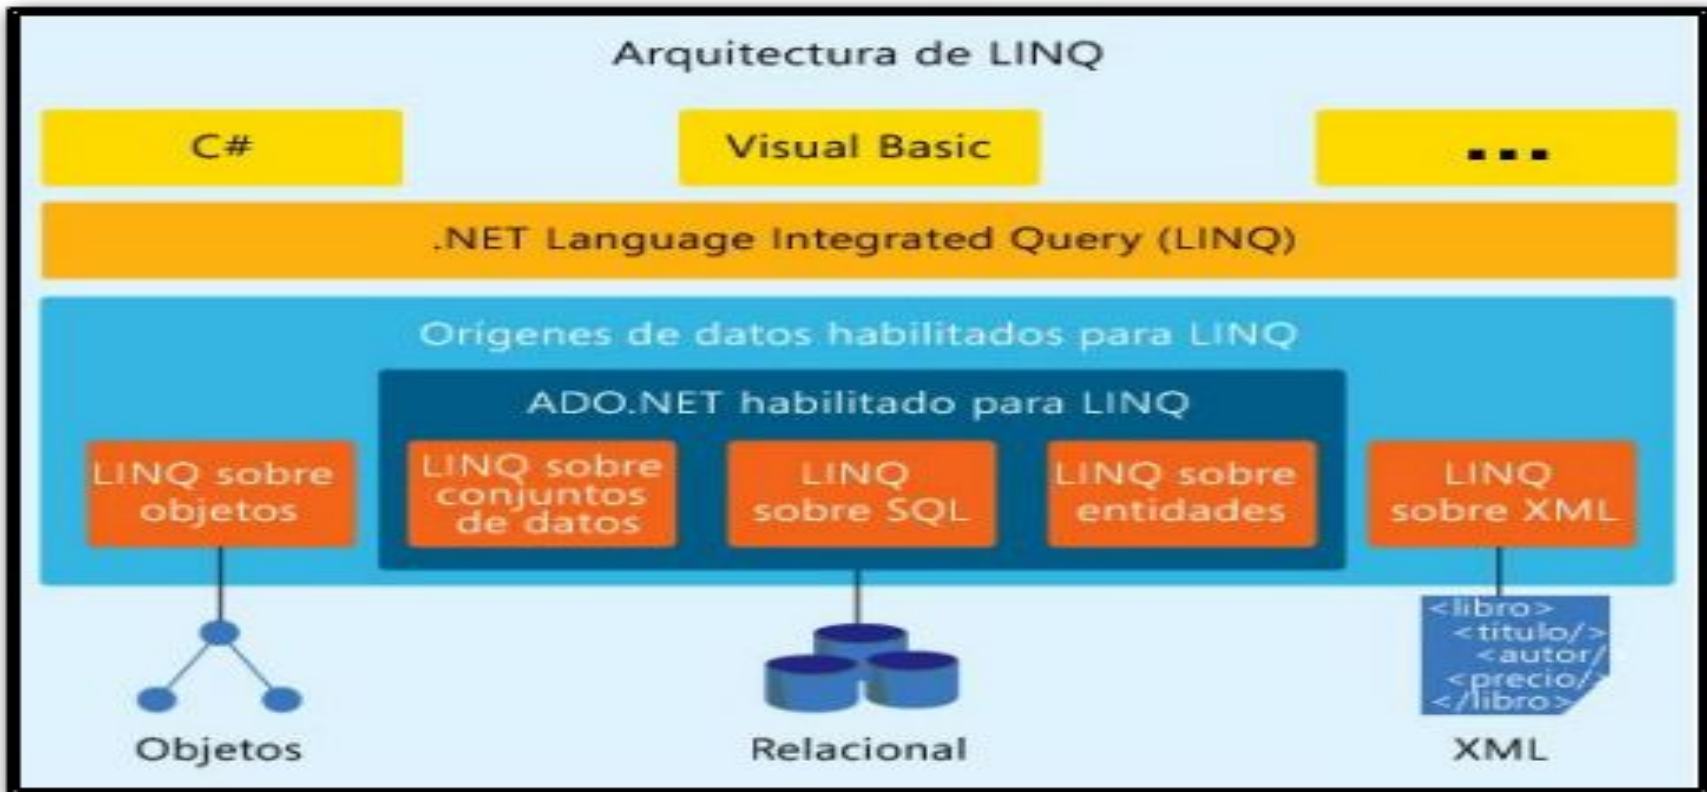 Arquitectura de LINQ
C#
Visual Basic
...
.NET Language Integrated Query (LINQ)
Orígenes de datos habilitados para LINQ
ADO.NET habilitado para LINQ
LINQ sobre
objetos
LINQ sobre
conjuntos
de datos
LINQ
sobre SQL
LINQ sobre
entidades
LINQ
sobre XML
<libro>
<titulo/>
<autor/
<precio/>
</libro>
Objetos
Relacional
XML